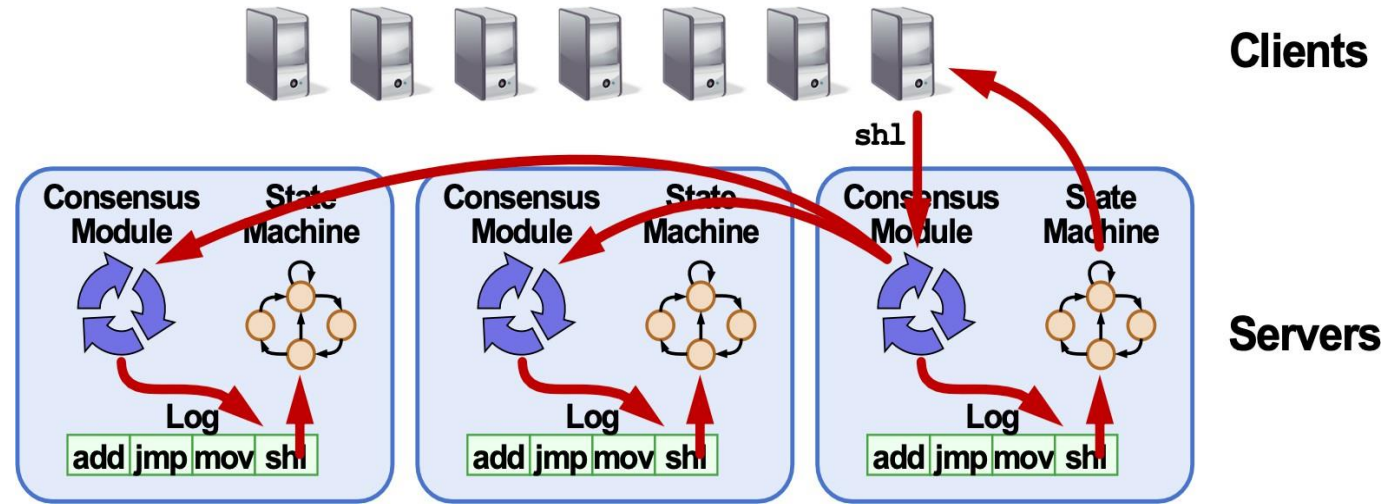 Clients
shl
Consensus Module
State Machine
Consensus Module
State Machine
Consensus Module
State Machine
Servers
Log
add jmp mov shl
Log
add jmp mov shl
Log
add jmp mov shl